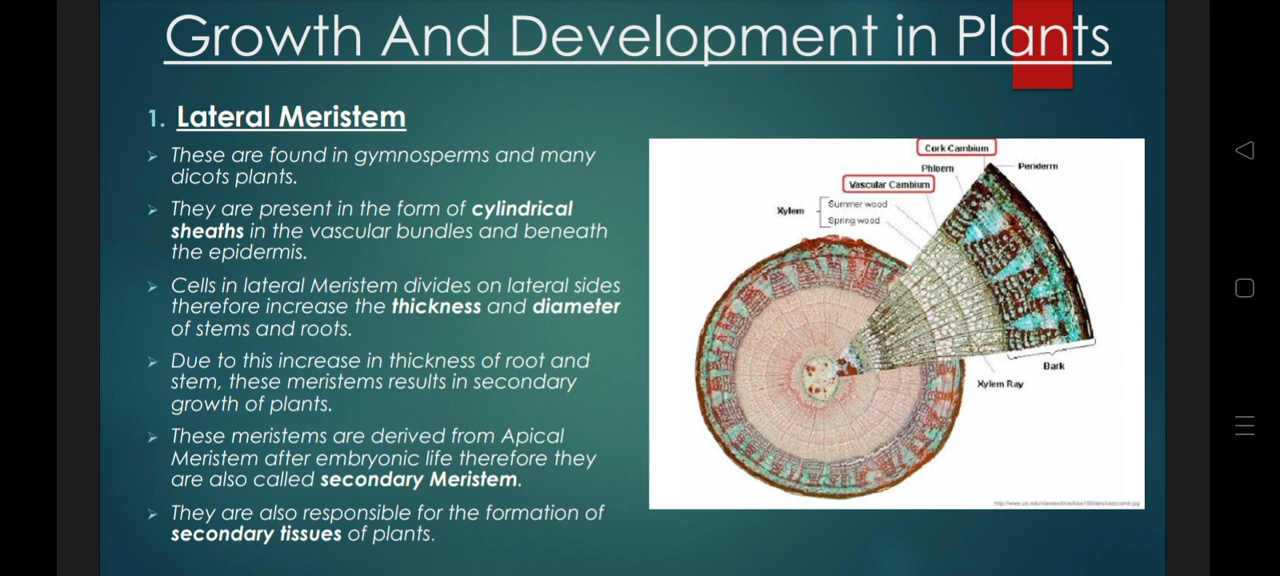 Growth And Development in Plants
1. Lateral Meristem
➢ These are found in gymnosperms and many
dicots plants.
➢ They are present in the form of cylindrical
sheaths in the vascular bundles and beneath
the epidermis.
➢ Cells in lateral Meristem divides on lateral sides
therefore increase the thickness and diameter
of stems and roots.
➢ Due to this increase in thickness of root and
stem, these meristems results in secondary
growth of plants.
➢ These meristems are derived from Apical
Meristem after embryonic life therefore they
are also called secondary Meristem.
➢ They are also responsible for the formation of
secondary tissues of plants.
Cork Cambium
Phloem
Periderm
Vascular Cambium
Xylem
Summer wood
Spring wood
Bark
Xylem Ray